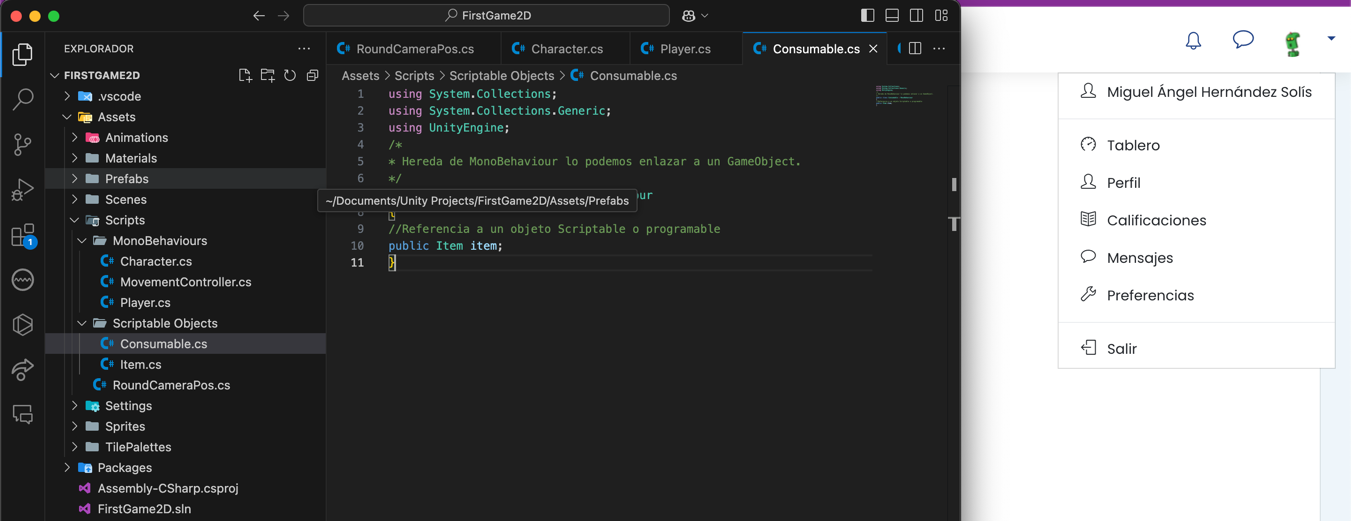 FirstGame2D
EXPLORADOR
FIRSTGAME2D
.vscode
Assets
Animations
Materials
Prefabs
Scenes
Scripts
MonoBehaviours
Character.cs
MovementController.cs
Player.cs
Scriptable Objects
Consumable.cs
Item.cs
RoundCameraPos.cs
Settings
Sprites
TilePalettes
Packages
Assembly-CSharp.csproj
FirstGame2D.sln
1
RoundCameraPos.cs
Character.cs
Player.cs
Consumable.cs
Assets > Scripts > Scriptable Objects > Consumable.cs
1 using System.Collections;
2 using System.Collections.Generic;
3 using UnityEngine;
4 /*
5 * Hereda de MonoBehaviour lo podemos enlazar a un GameObject.
6 */
our
~/Documents/Unity Projects/FirstGame2D/Assets/Prefabs
8 {
9 //Referencia a un objeto Scriptable o programable
10 public Item item;
11 }
Miguel Ángel Hernández Solís
Tablero
Perfil
Calificaciones
Mensajes
Preferencias
Salir